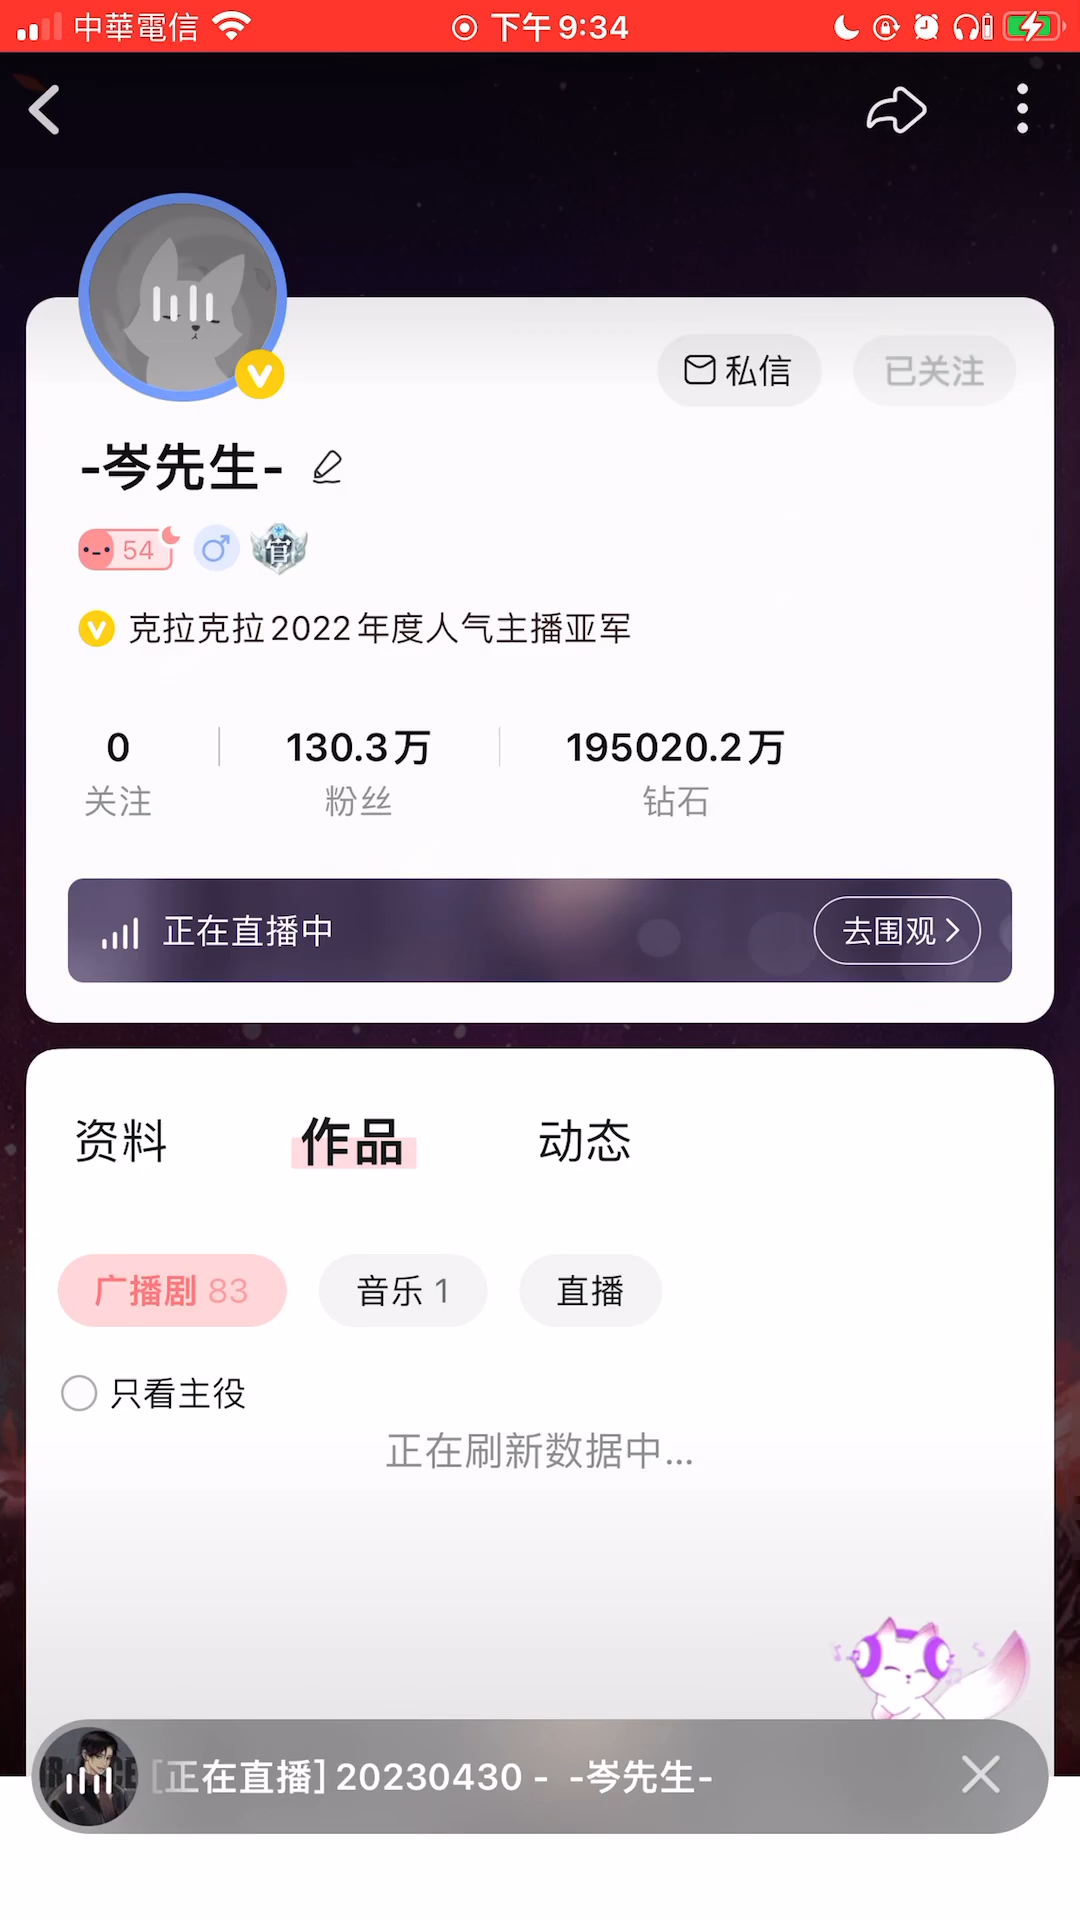 中華電信 下午9:34
私信 已关注
-岑先生-
54 官
克拉克拉2022年度人气主播亚军
0 130.3万 195020.2万
关注 粉丝 钻石
正在直播中 去围观
资料 作品 动态
广播剧 83 音乐 1 直播
只看主役
正在刷新数据中...
[正在直播] 20230430 - -岑先生-